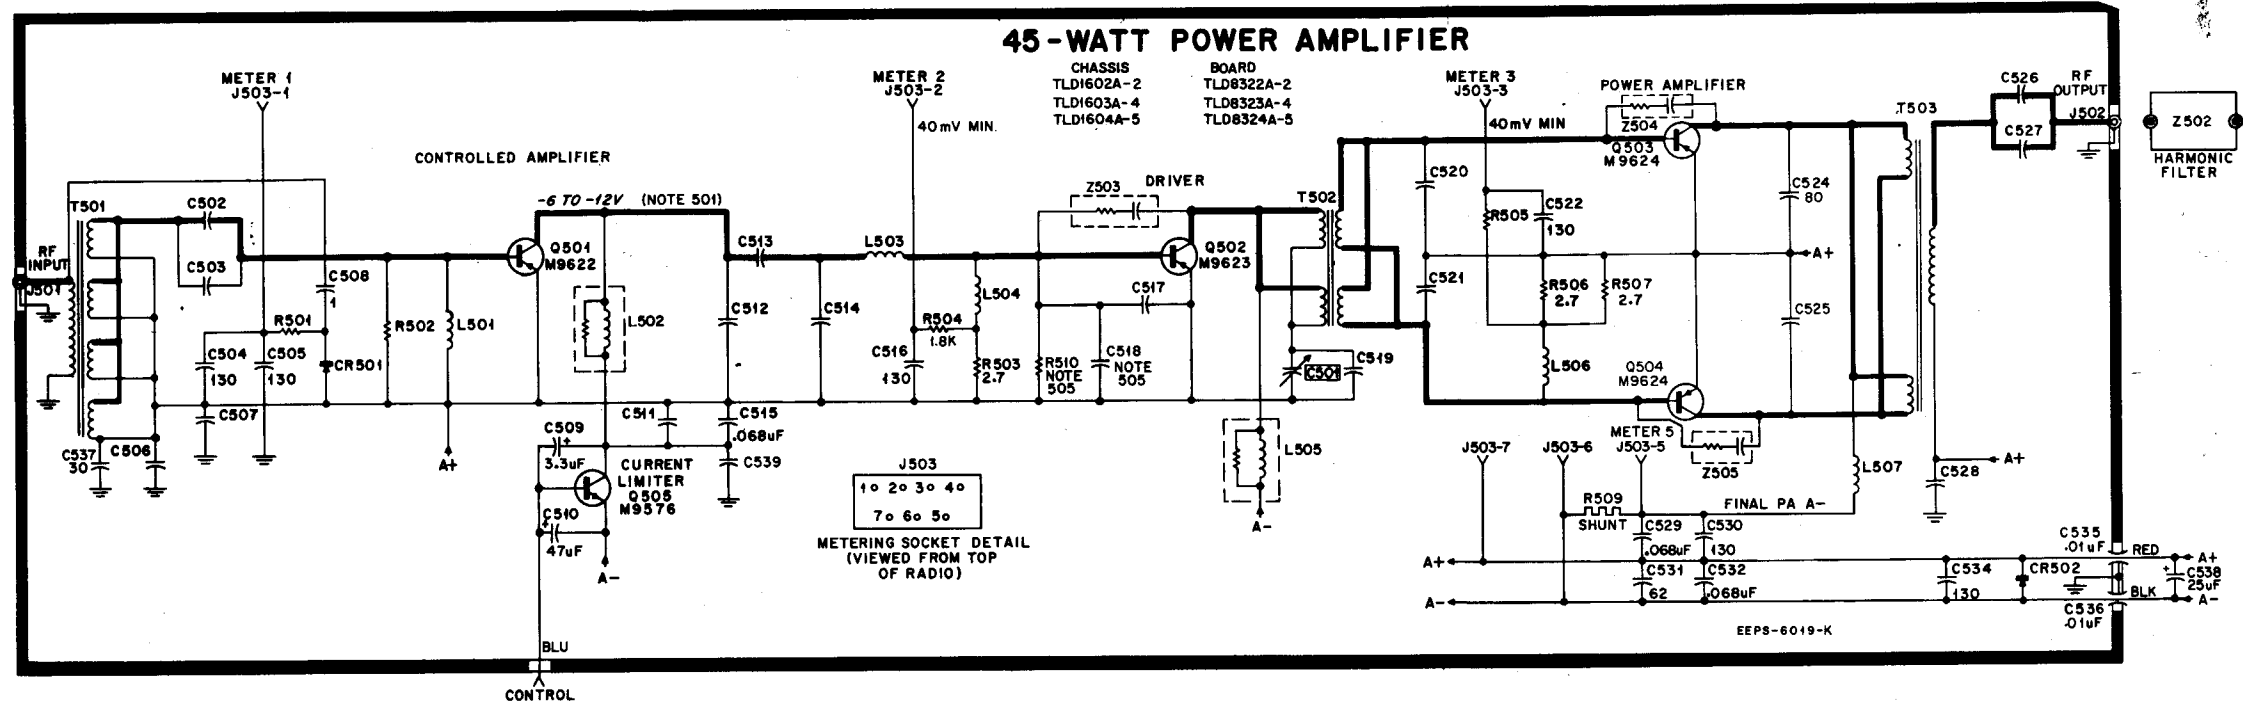 45-WATT POWER AMPLIFIER
CHASSIS
TLD1602A-2
TLD1603A-4
TLD1604A-5
BOARD
TLD8322A-2
TLD8323A-4
TLD8324A-5
METER 1
J503-1
METER 2
J503-2
40mV MIN.
METER 3
J503-3
40mV MIN
POWER AMPLIFIER
Z504
Q503
M9624
T503
C526
C527
RF
OUTPUT
J502
Z502
HARMONIC
FILTER
CONTROLLED AMPLIFIER
-6 TO -12V (NOTE 501)
T501
C502
C503
RF
INPUT
J501
C508
1
R501
C504
130
C505
130
CR501
C507
C537
30
C506
R502
L501
A+
Q501
M9622
L502
C513
C512
C514
L503
L504
R504
1.8K
C516
130
R503
2.7
R510
NOTE
505
C518
NOTE
505
C517
Z503
DRIVER
Q502
M9623
T502
C501
C519
L505
A-
C520
C521
R505
C522
130
R506
2.7
R507
2.7
L506
C524
80
C525
A+
Q504
M9624
METER 5
J503-5
Z505
L507
C528
A+
C509
3.3uF
C511
C515
.068uF
C539
CURRENT
LIMITER
Q505
M9576
C510
47uF
A-
J503
1 2 3 4
7 6 5
METERING SOCKET DETAIL
(VIEWED FROM TOP
OF RADIO)
J503-7
J503-6
R509
SHUNT
FINAL PA A-
C529
.068uF
C530
130
C531
62
C532
.068uF
A+
A-
C534
130
CR502
C535
.01uF
RED
A+
C538
25uF
BLK
A-
C536
.01uF
EEPS-6019-K
BLU
CONTROL